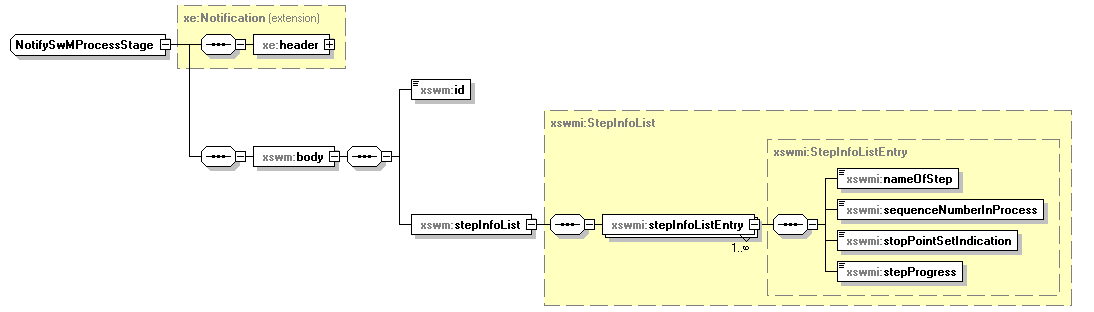 xe:Notification (extension)
NotifySwMProcessStage
xe:header
xswm:id
xswmi:StepInfoList
xswm:body
xswmi:StepInfoListEntry
xswmi:nameOfStep
xswmi:sequenceNumberInProcess
xswm:stepInfoList
xswmi:stepInfoListEntry
1..∞
xswmi:stopPointSetIndication
xswmi:stepProgress